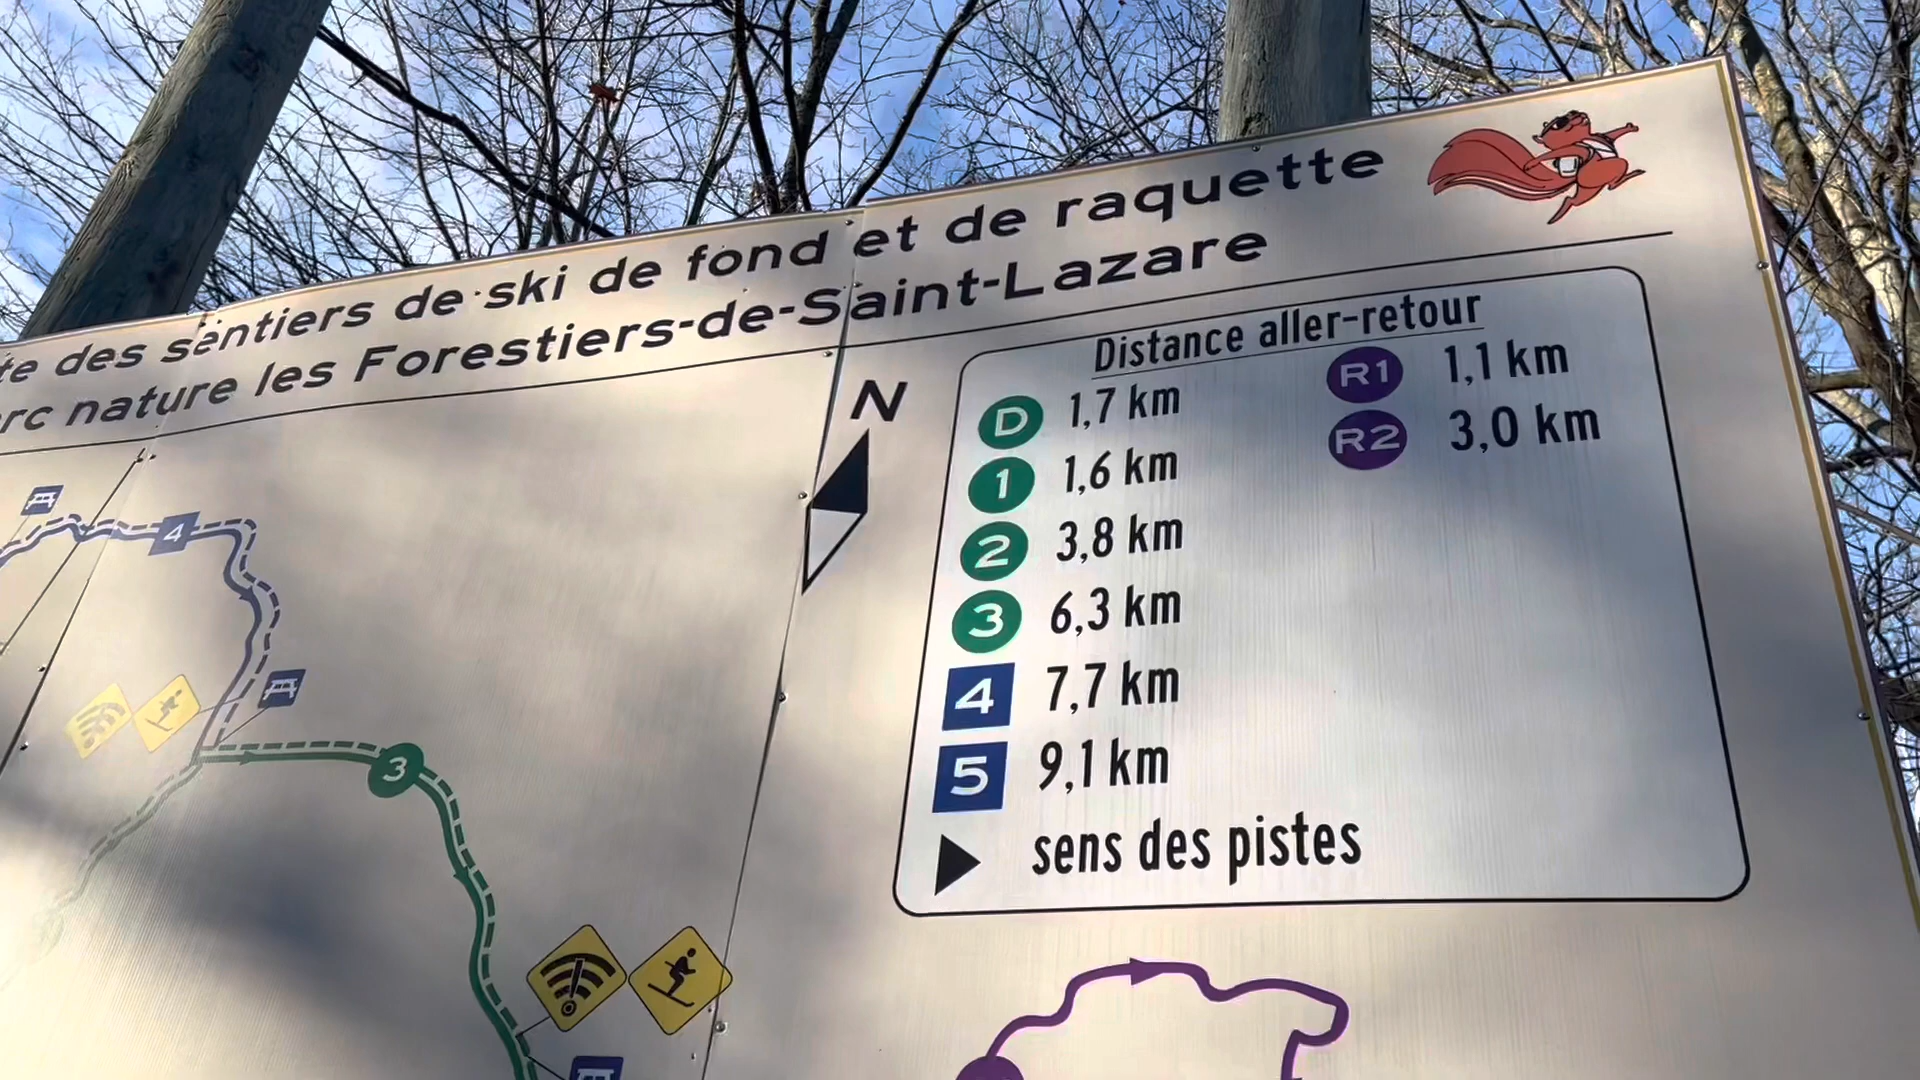 des sentiers de ski de fond et de raquette
nature les Forestiers-de-Saint-Lazare
N
Distance aller-retour
D 1,7 km R1 1,1 km
1 1,6 km R2 3,0 km
2 3,8 km
3 6,3 km
4 7,7 km
5 9,1 km
sens des pistes
4
3